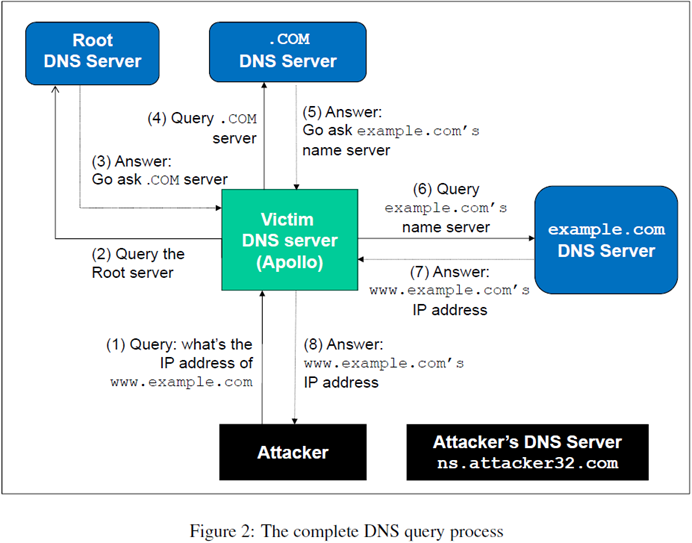 Root
DNS Server
.COM
DNS Server
(4) Query .COM
server
(5) Answer:
Go ask example.com's
name server
(3) Answer:
Go ask .COM server
(6) Query
example.com's
name server
Victim
DNS server
(Apollo)
example.com
DNS Server
(2) Query the
Root server
(7) Answer:
www.example.com's
IP address
(1) Query: what's the
IP address of
www.example.com
(8) Answer:
www.example.com's
IP address
Attacker
Attacker's DNS Server
ns.attacker32.com
Figure 2: The complete DNS query process